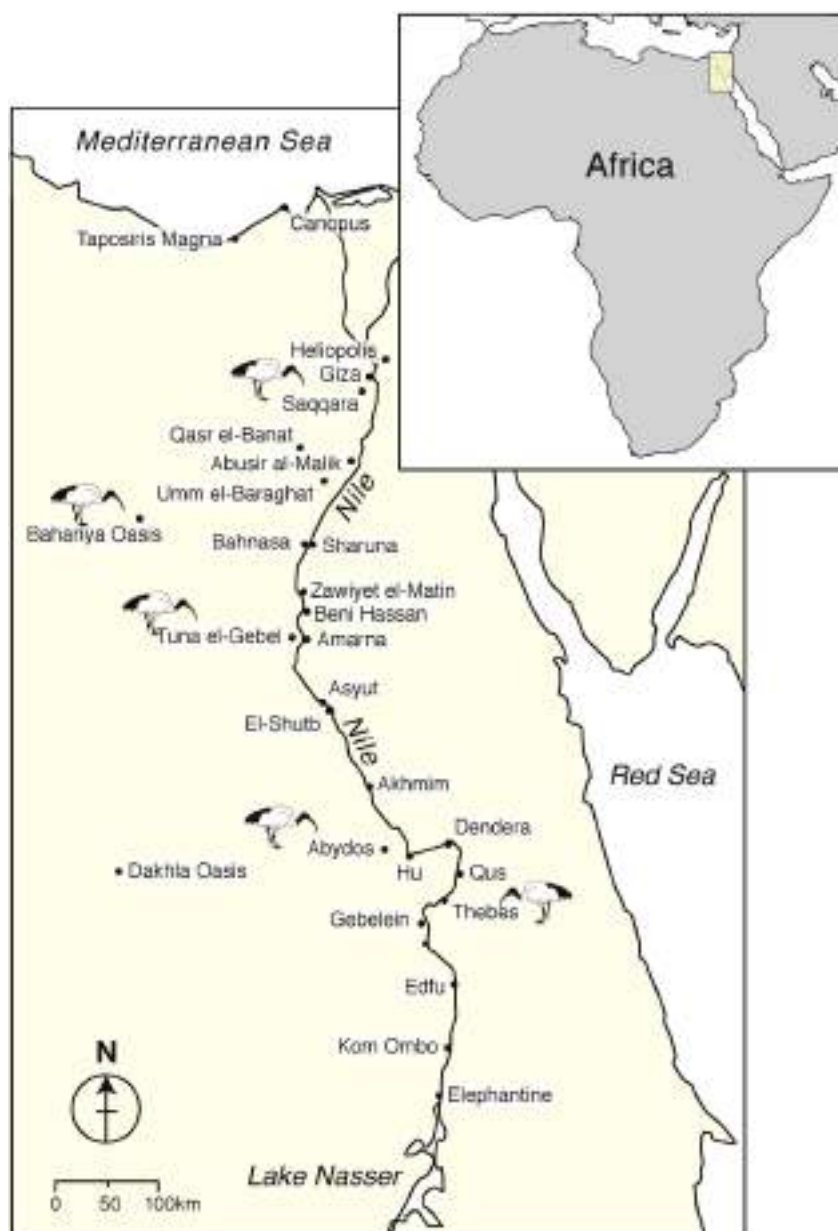 Africa
Mediterranean Sea
Canopus
Taposiris Magna
Heliopolis
Giza
Saqqara
Qasr el-Banat
Abusir al-Malik
Umm el-Baraghat
Nile
Bahariya Oasis
Bahnasa
Sharuna
Zawiyet el-Matin
Beni Hassan
Tuna el-Gebel
Amarna
Asyut
El-Shutb
Nile
Red Sea
Akhmim
Dendera
Abydos
Hu
Qus
Dakhla Oasis
Thebes
Gebelein
Edfu
Kom Ombo
N
Elephantine
Lake Nasser
0 50 100km